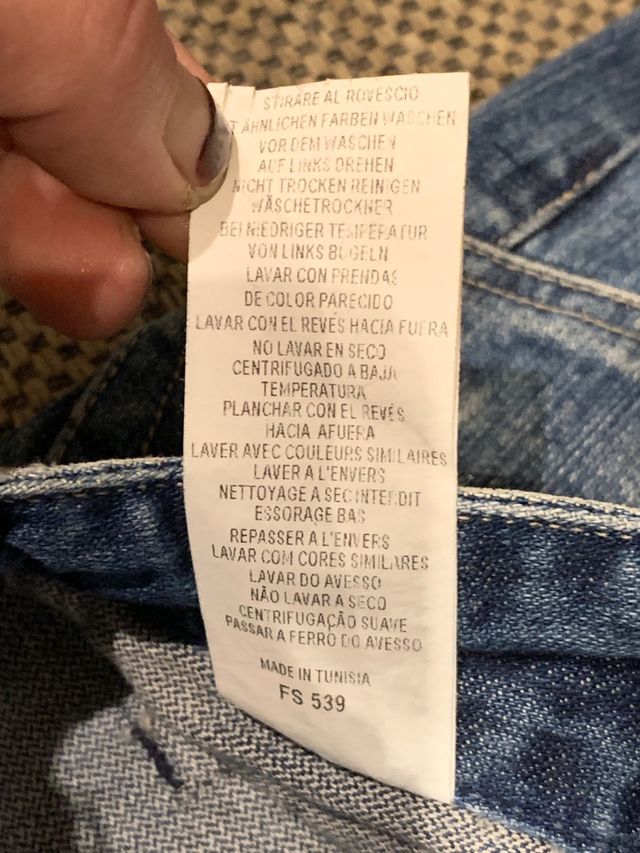 STIRARE AL ROVESCIO
T ÄHNLICHEN FARBEN WASCHEN
VOR DEM WASCHEN
AUF LINKS DREHEN
NICHT TROCKEN REINIGEN
WÄSCHETROCKNER
BEI NIEDRIGER TEMPERATUR
VON LINKS BÜGELN
LAVAR CON PRENDAS
DE COLOR PARECIDO
LAVAR CON EL REVÉS HACIA FUERA
NO LAVAR EN SECO
CENTRIFUGADO A BAJA
TEMPERATURA
PLANCHAR CON EL REVÉS
HACIA AFUERA
LAVER AVEC COULEURS SIMILAIRES
LAVER A L'ENVERS
NETTOYAGE A SEC INTERDIT
ESSORAGE BAS
REPASSER A L'ENVERS
LAVAR COM CORES SIMILARES
LAVAR DO AVESSO
NÃO LAVAR A SECO
CENTRIFUGAÇÃO SUAVE
PASSAR A FERRO DO AVESSO
MADE IN TUNISIA
FS 539